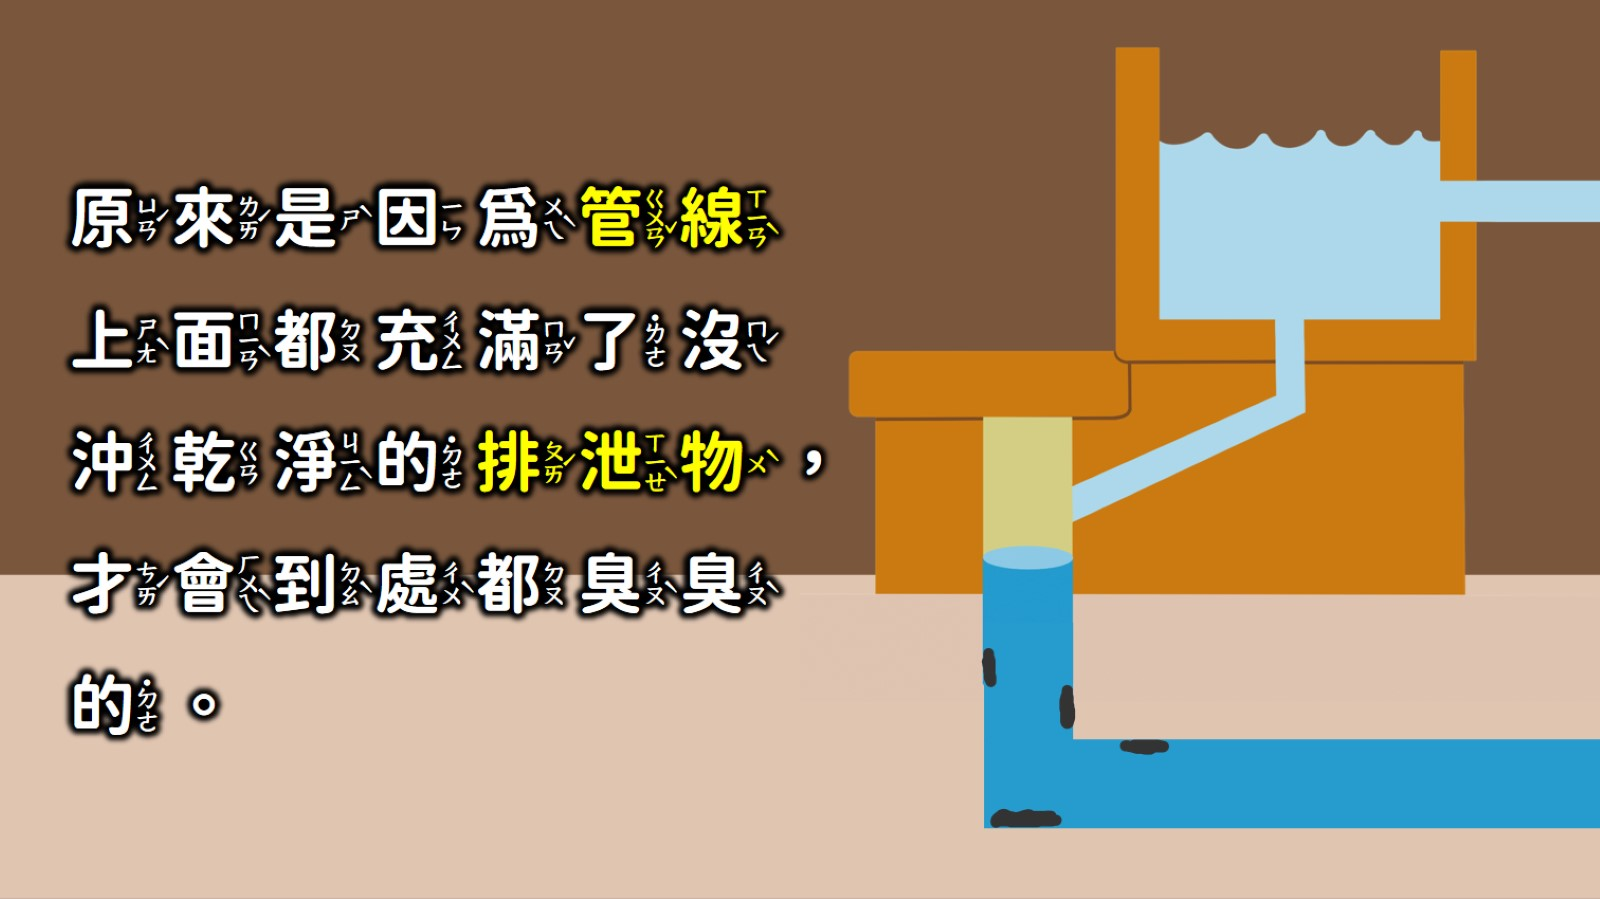 原來是因為管線
上面都充滿了沒
沖乾淨的排泄物，
才會到處都臭臭
的。